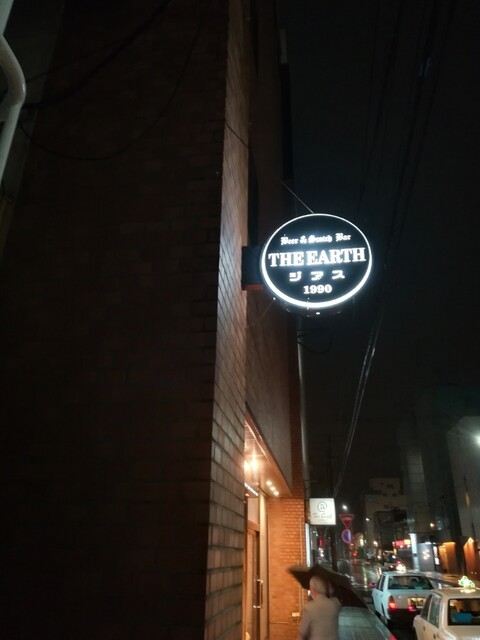 Beer & Scotch Bar
THE EARTH
ジアス
1990